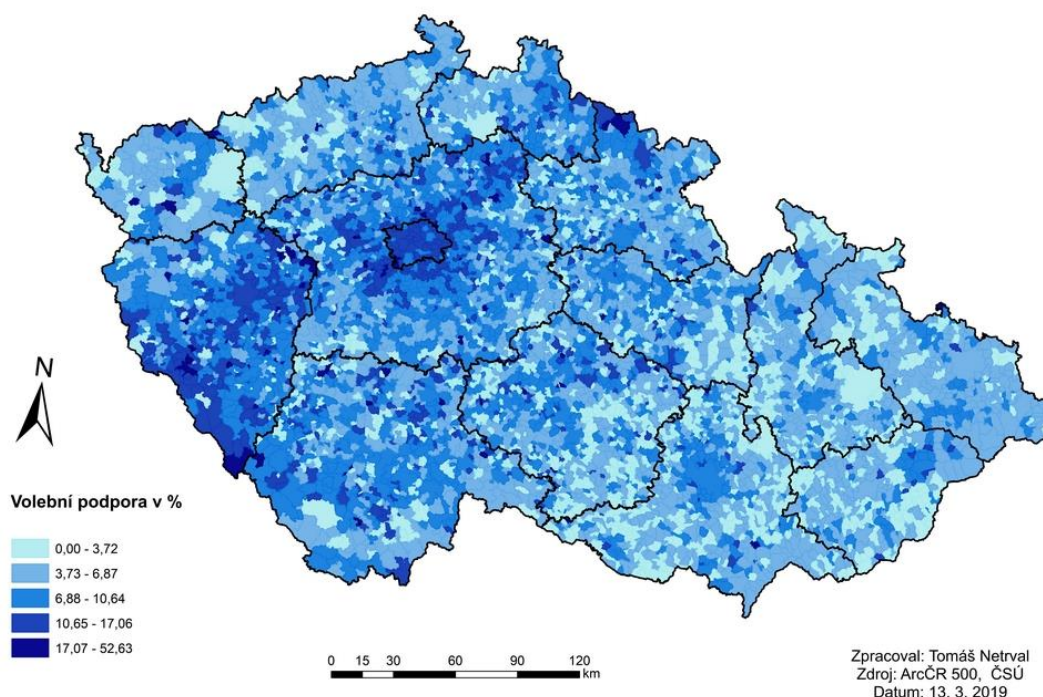 N
Volební podpora v %
0,00 - 3,72
3,73 - 6,87
6,88 - 10,64
10,65 - 17,06
17,07 - 52,63
0 15 30 60 90 120
km
Zpracoval: Tomáš Netrval
Zdroj: ArcČR 500, ČSÚ
Datum: 13. 3. 2019